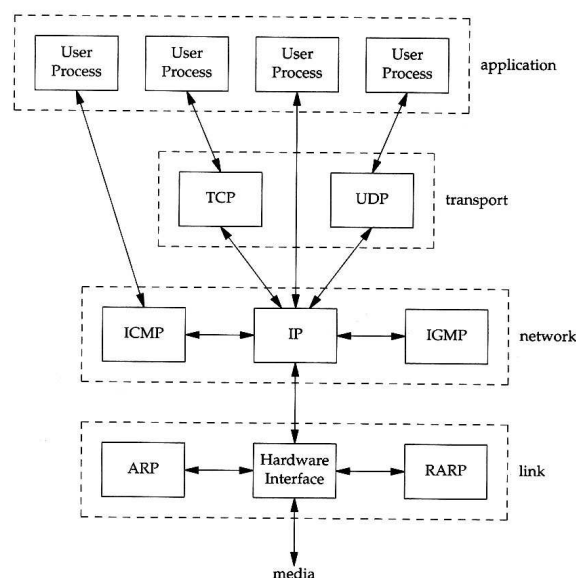 User
Process
User
Process
User
Process
User
Process
application
TCP
UDP
transport
ICMP
IP
IGMP
network
ARP
Hardware
Interface
RARP
link
media